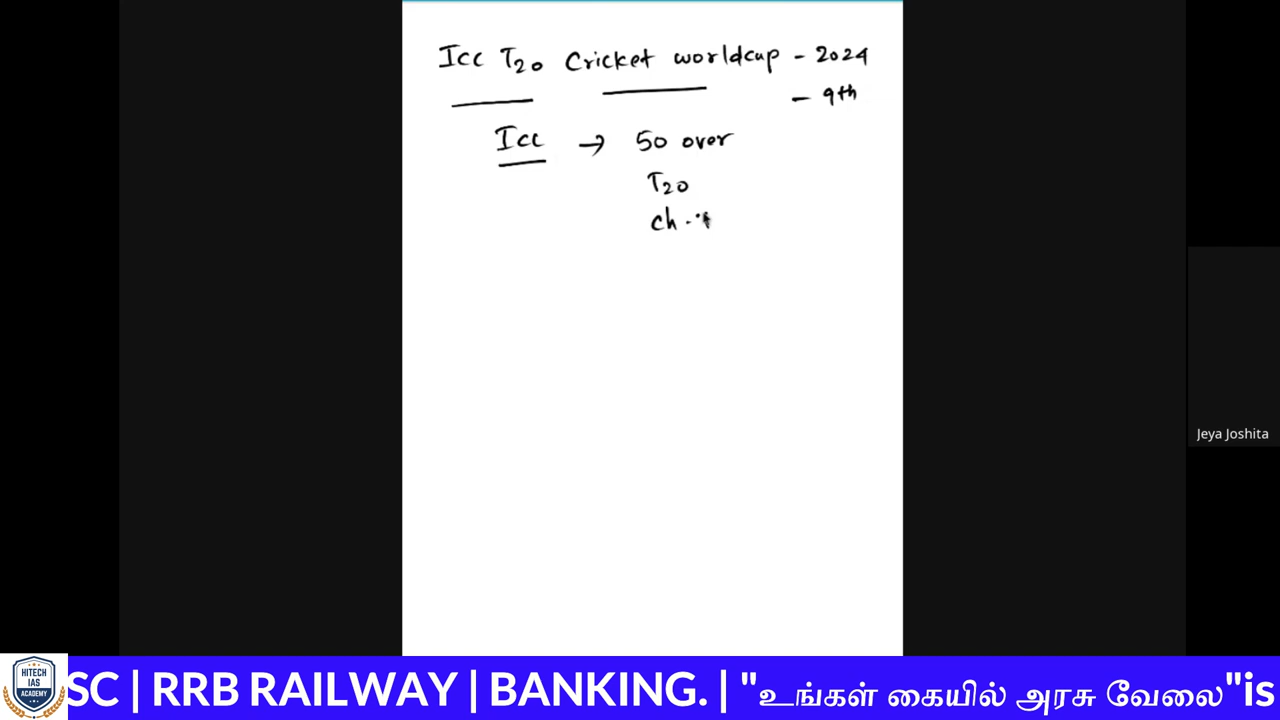 Icc T20 Cricket worldcup - 2024
- 9th
Icc → 50 over
T20
ch
Jeya Joshita
HITECH
IAS
ACADEMY
SC | RRB RAILWAY | BANKING. | "உங்கள் கையில் அரசு வேலை"is